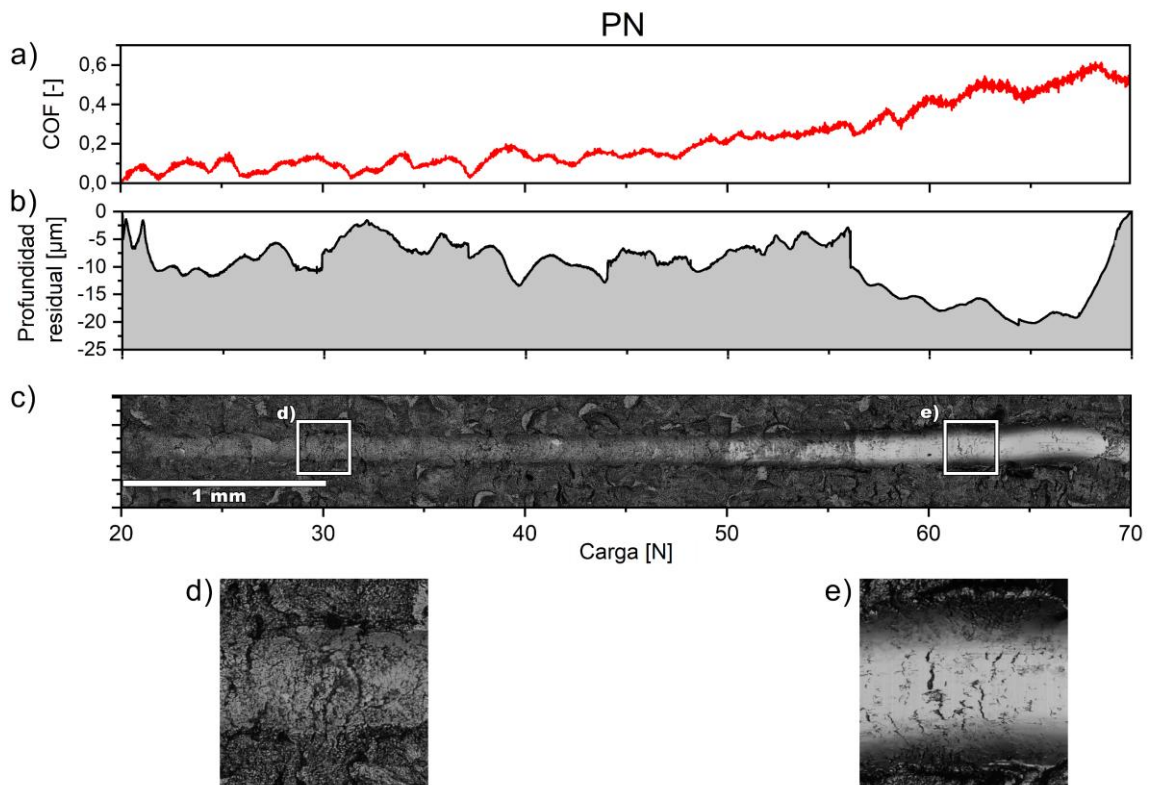 PN
a)
COF [-]
0,6
0,4
0,2
0,0
b)
Profundidad
residual [µm]
0
-5
-10
-15
-20
-25
c)
d)
e)
1 mm
20 30 40 50 60 70
Carga [N]
d)
e)